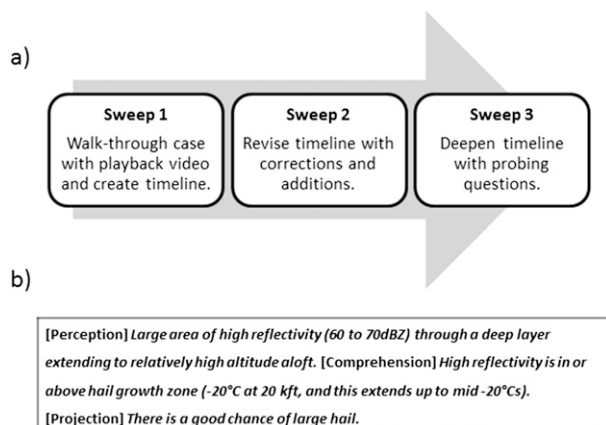 a)
Sweep 1
Walk-through case
with playback video
and create timeline.
Sweep 2
Revise timeline with
corrections and
additions.
Sweep 3
Deepen timeline
with probing
questions.
b)
[Perception] Large area of high reflectivity (60 to 70dBZ) through a deep layer
extending to relatively high altitude aloft. [Comprehension] High reflectivity is in or
above hail growth zone (-20°C at 20 kft, and this extends up to mid -20°Cs).
[Projection] There is a good chance of large hail.